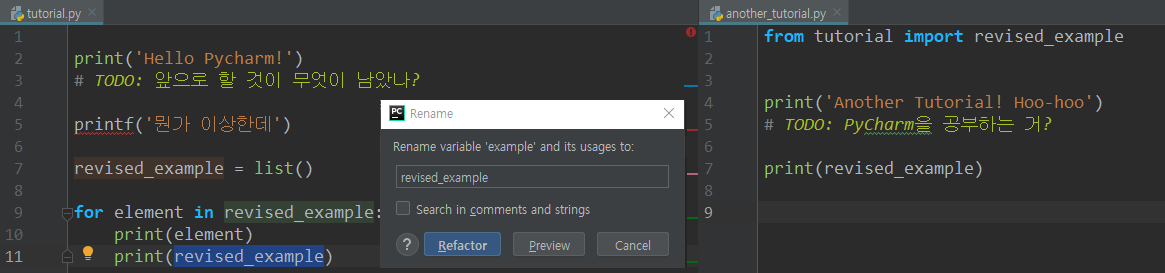 tutorial.py
1
2 print('Hello Pycharm!')
3 # TODO: 앞으로 할 것이 무엇이 남았나?
4
5 printf('뭔가 이상한데')
6
7 revised_example = list()
8
9 for element in revised_example:
10 print(element)
11 print(revised_example)
PC Rename
Rename variable 'example' and its usages to:
revised_example
Search in comments and strings
? Refactor Preview Cancel
another_tutorial.py
1 from tutorial import revised_example
2
3
4 print('Another Tutorial! Hoo-hoo')
5 # TODO: PyCharm을 공부하는 거?
6
7 print(revised_example)
8
9